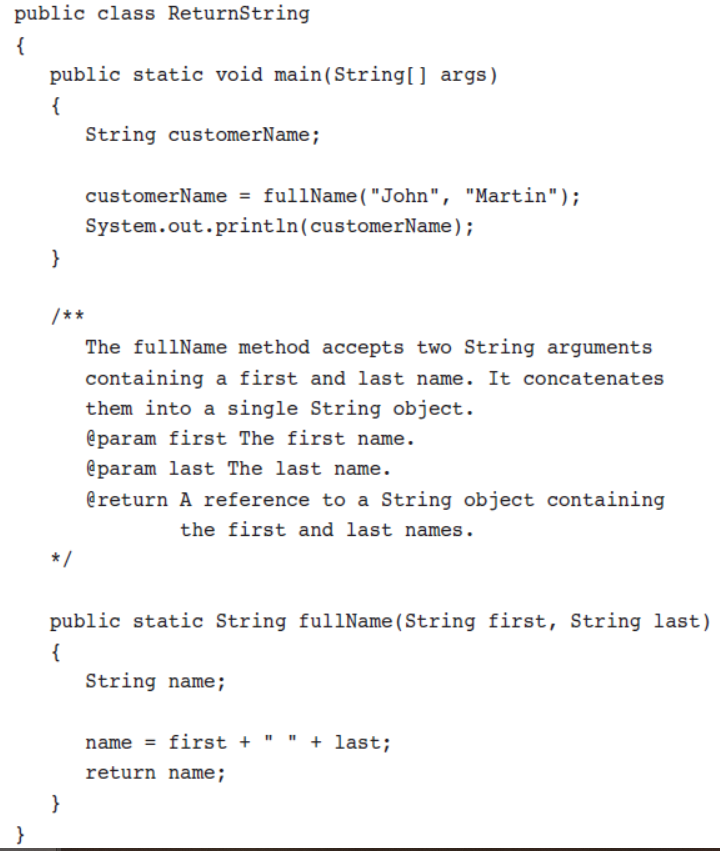 public class ReturnString
{
   public static void main(String[] args)
   {
      String customerName;

      customerName = fullName("John", "Martin");
      System.out.println(customerName);
   }

   /**
      The fullName method accepts two String arguments
      containing a first and last name. It concatenates
      them into a single String object.
      @param first The first name.
      @param last The last name.
      @return A reference to a String object containing
              the first and last names.
   */

   public static String fullName(String first, String last)
   {
      String name;

      name = first + " " + last;
      return name;
   }
}